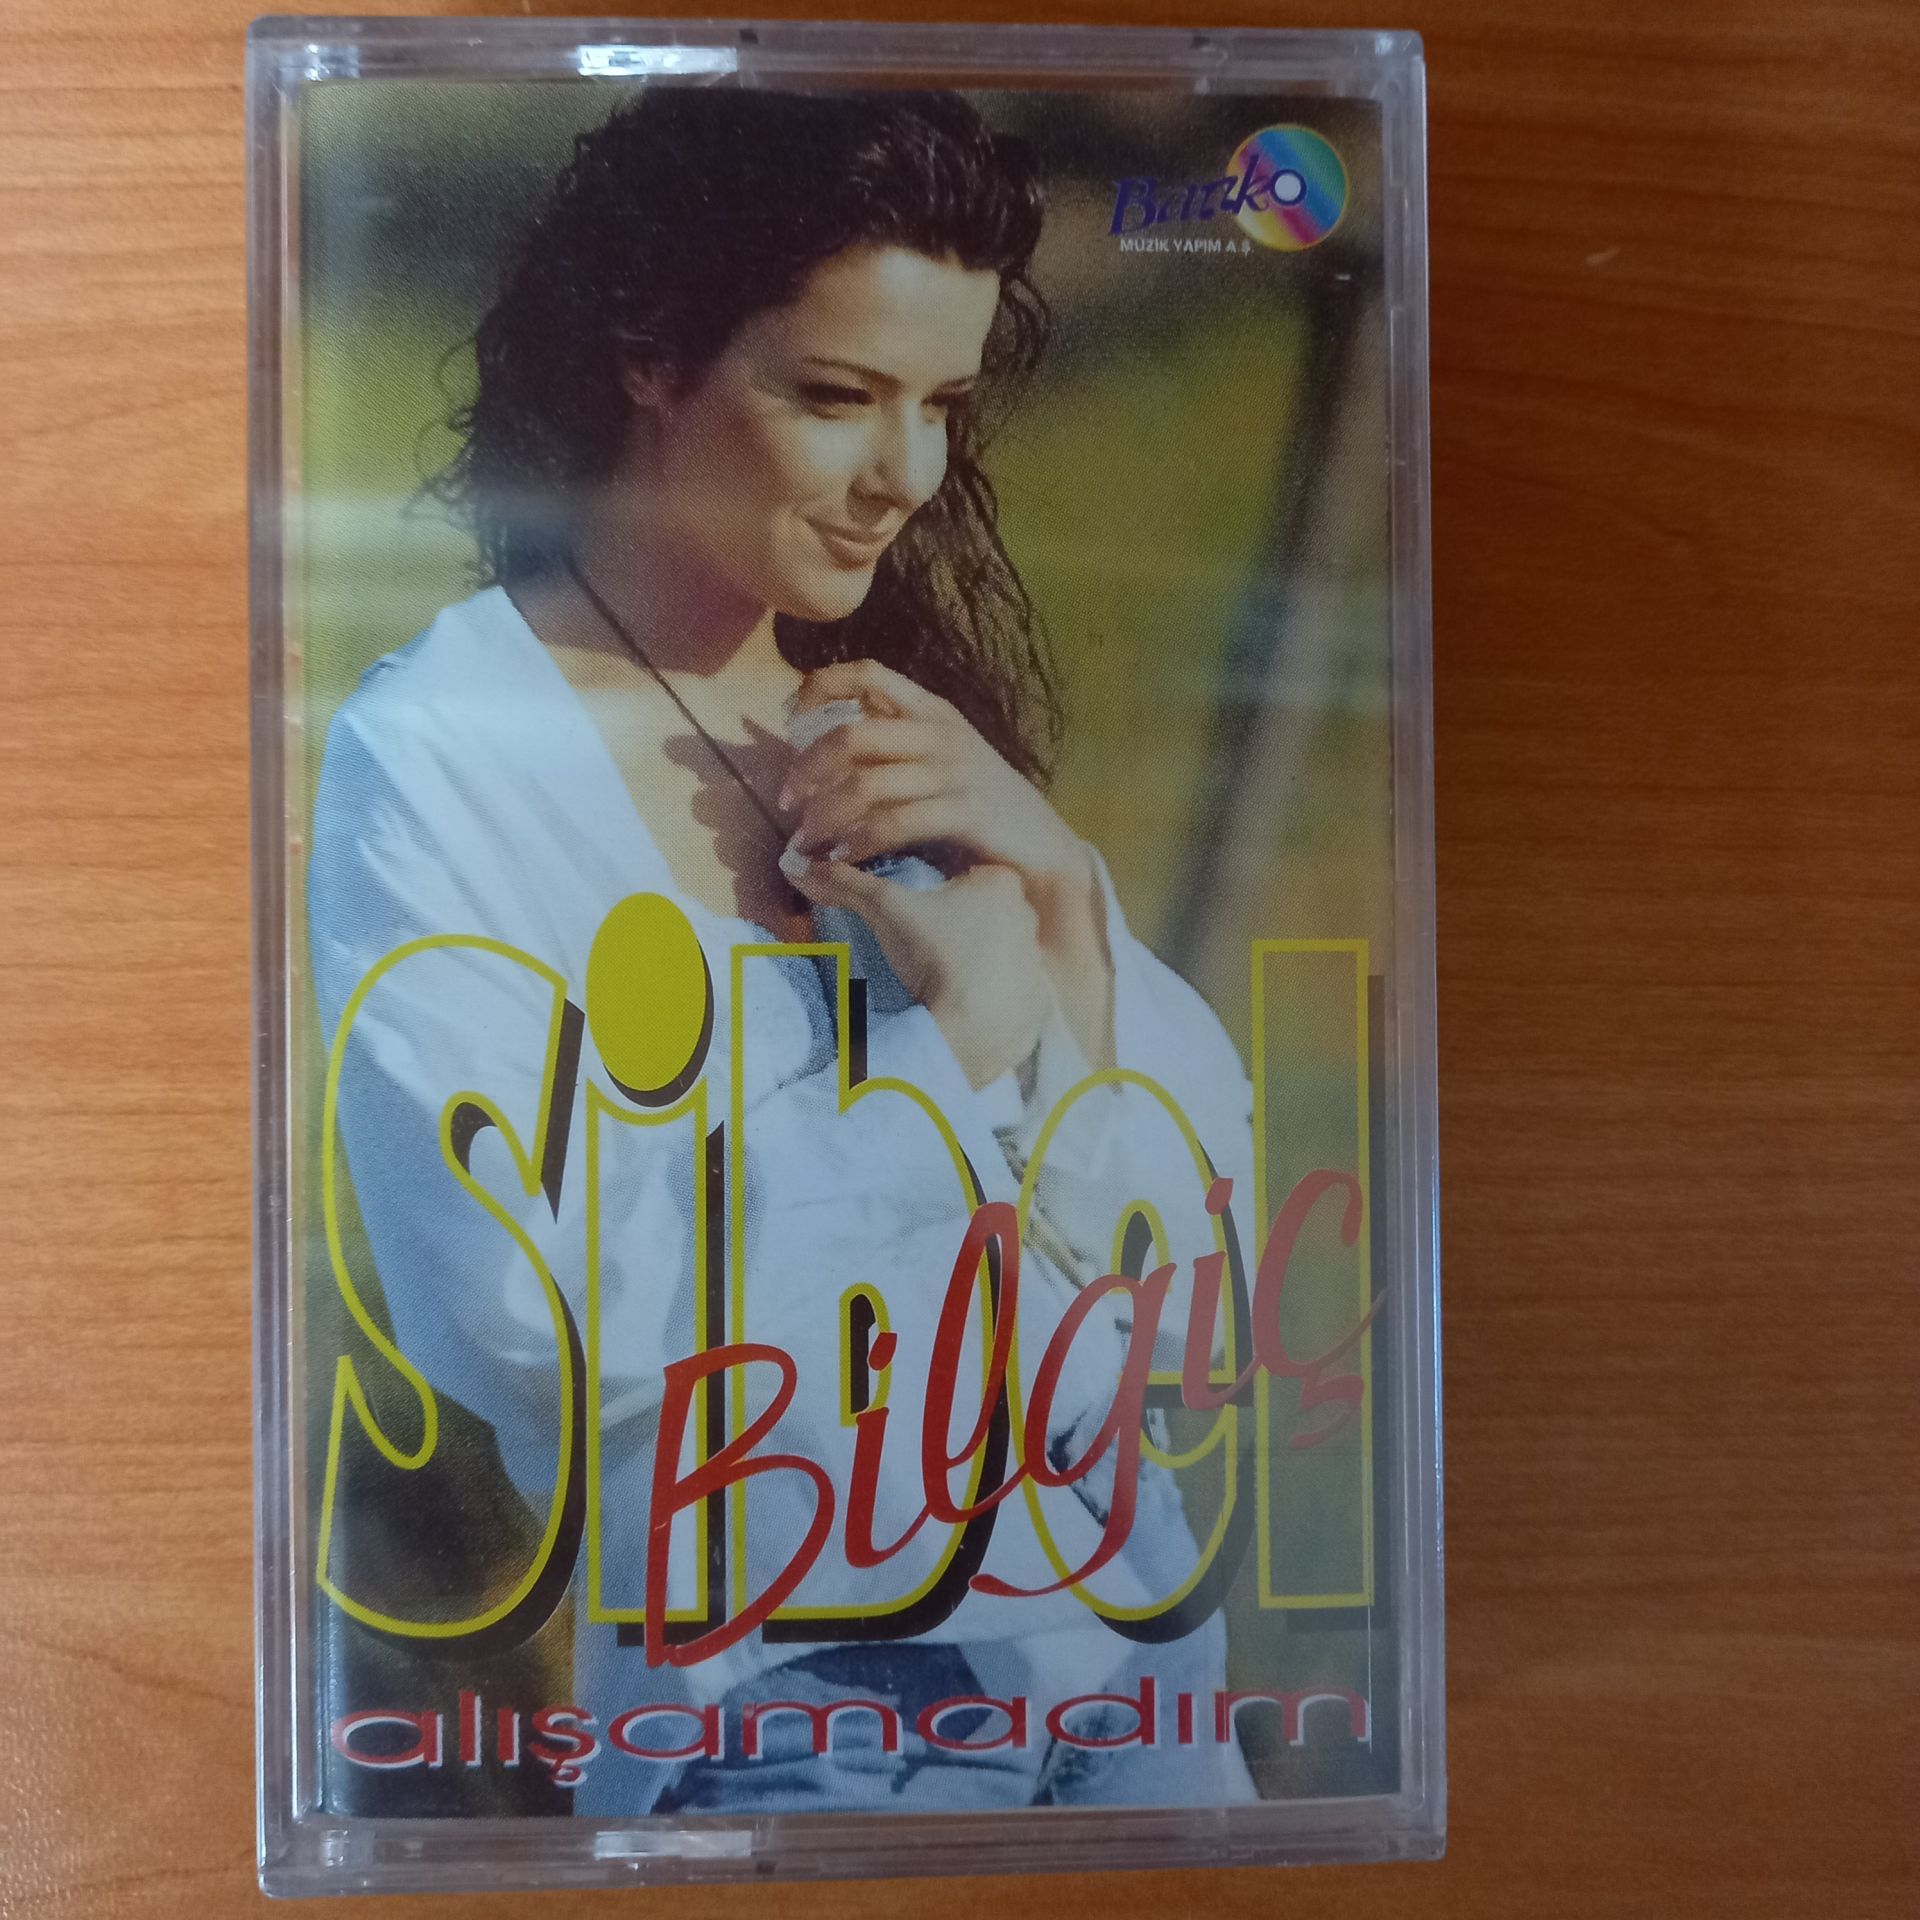 Banko
MÜZİK YAPIM A.Ş.
Sibel
Bilgiç
alışamadım